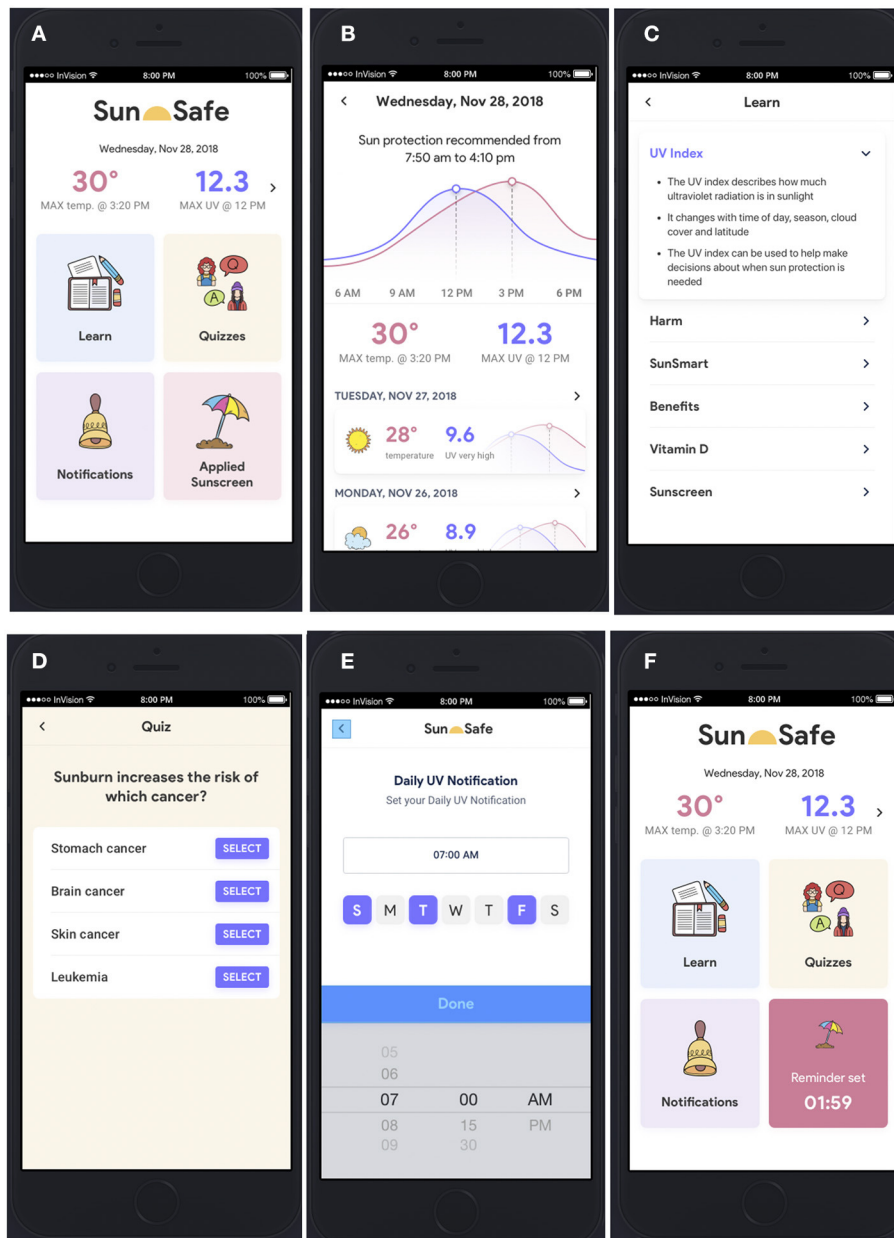 A
●●●○○ InVision 8:00 PM 100%
Sun Safe
Wednesday, Nov 28, 2018
30° 12.3
MAX temp. @ 3:20 PM MAX UV @ 12 PM
Q
A
Learn Quizzes
Notifications Applied
Sunscreen
B
●●●○○ InVision 8:00 PM 100%
Wednesday, Nov 28, 2018
Sun protection recommended from
7:50 am to 4:10 pm
6 AM 9 AM 12 PM 3 PM 6 PM
30° 12.3
MAX temp. @ 3:20 PM MAX UV @ 12 PM
TUESDAY, NOV 27, 2018
28° 9.6
temperature UV very high
MONDAY, NOV 26, 2018
26° 8.9
C
●●●○○ InVision 8:00 PM 100%
Learn
UV Index
• The UV index describes how much
ultraviolet radiation is in sunlight
• It changes with time of day, season, cloud
cover and latitude
• The UV index can be used to help make
decisions about when sun protection is
needed
Harm
SunSmart
Benefits
Vitamin D
Sunscreen
D
●●●○○ InVision 8:00 PM 100%
Quiz
Sunburn increases the risk of
which cancer?
Stomach cancer SELECT
Brain cancer SELECT
Skin cancer SELECT
Leukemia SELECT
E
●●●○○ InVision 8:00 PM 100%
Sun Safe
Daily UV Notification
Set your Daily UV Notification
07:00 AM
S M T W T F S
Done
05
06
07 00 AM
08 15 PM
09 30
F
●●●○○ InVision 8:00 PM 100%
Sun Safe
Wednesday, Nov 28, 2018
30° 12.3
MAX temp. @ 3:20 PM MAX UV @ 12 PM
Q
A
Learn Quizzes
Reminder set
Notifications 01:59